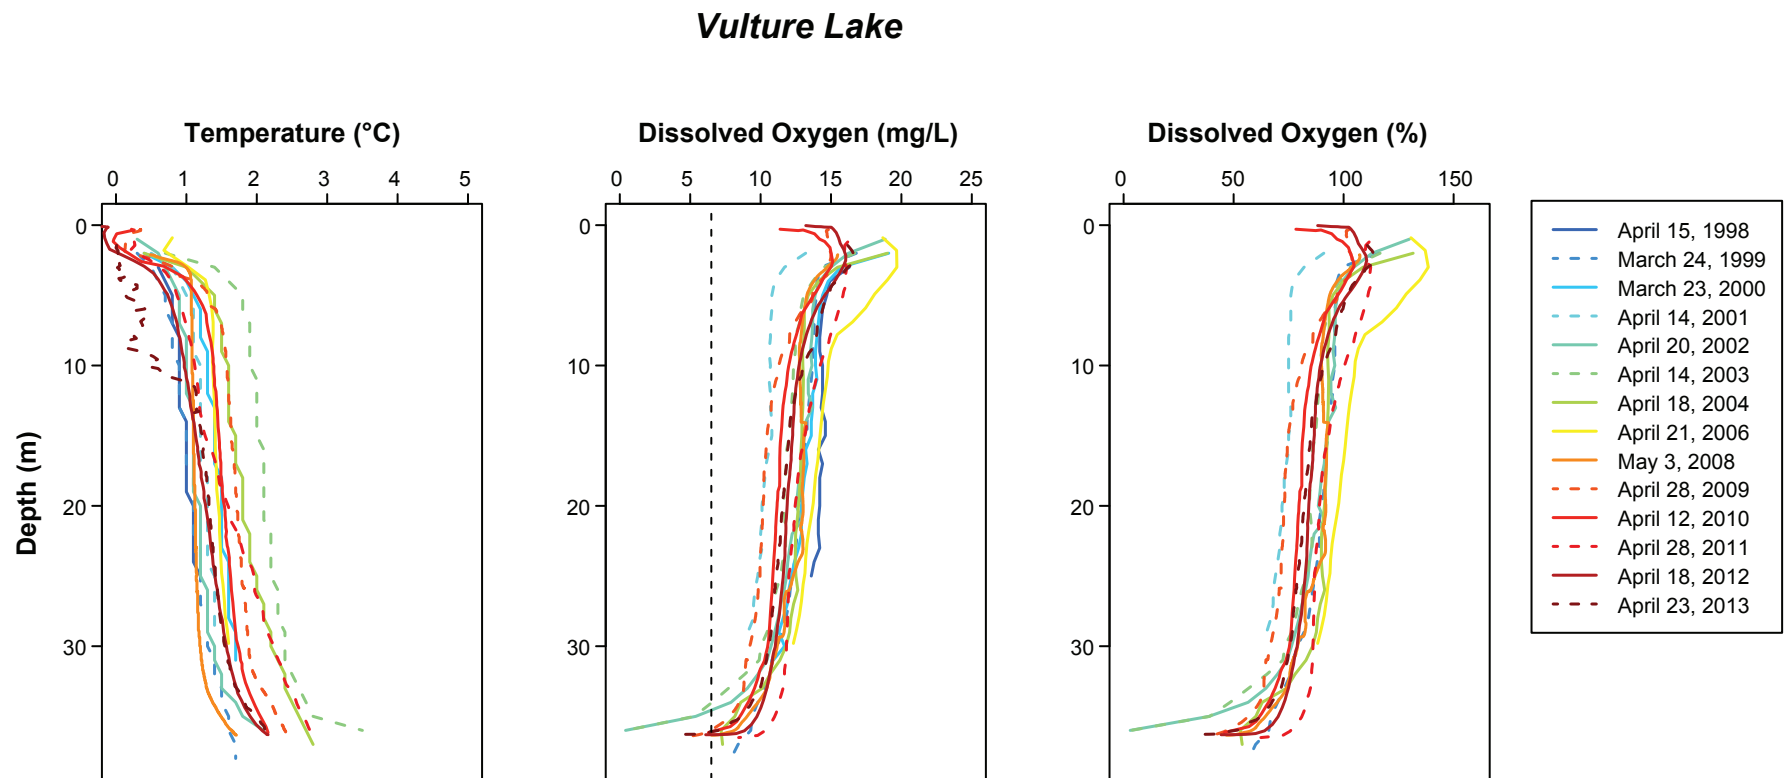 Vulture Lake
Temperature (°C)
Dissolved Oxygen (mg/L)
Dissolved Oxygen (%)
0 1 2 3 4 5
0 5 10 15 20 25
0 50 100 150
Depth (m)
0
10
20
30
0
10
20
30
0
10
20
30
April 15, 1998
March 24, 1999
March 23, 2000
April 14, 2001
April 20, 2002
April 14, 2003
April 18, 2004
April 21, 2006
May 3, 2008
April 28, 2009
April 12, 2010
April 28, 2011
April 18, 2012
April 23, 2013